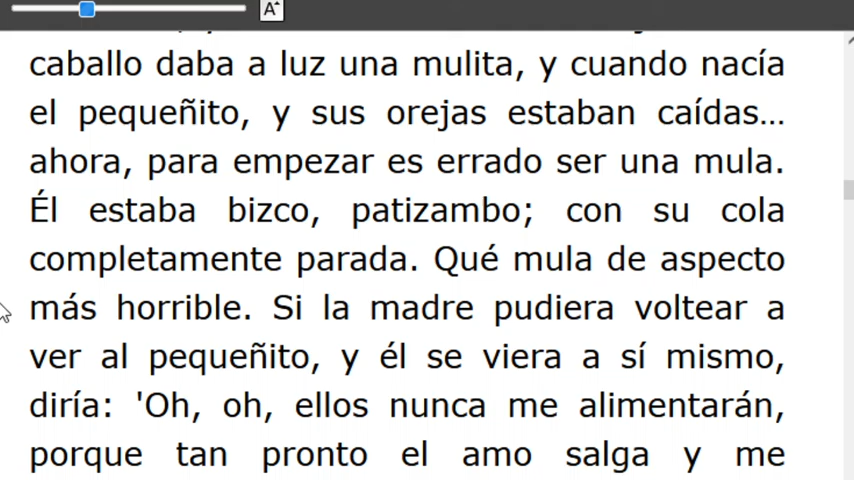 A
caballo daba a luz una mulita, y cuando nacía
el pequeñito, y sus orejas estaban caídas...
ahora, para empezar es errado ser una mula.
Él estaba bizco, patizambo; con su cola
completamente parada. Qué mula de aspecto
más horrible. Si la madre pudiera voltear a
ver al pequeñito, y él se viera a sí mismo,
diría: 'Oh, oh, ellos nunca me alimentarán,
porque tan pronto el amo salga y me